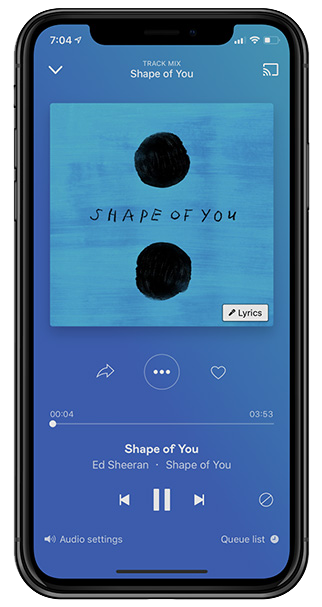 7:04
TRACK MIX
Shape of You
SHAPE OF YOU
Lyrics
00:04 03:53
Shape of You
Ed Sheeran · Shape of You
Audio settings Queue list